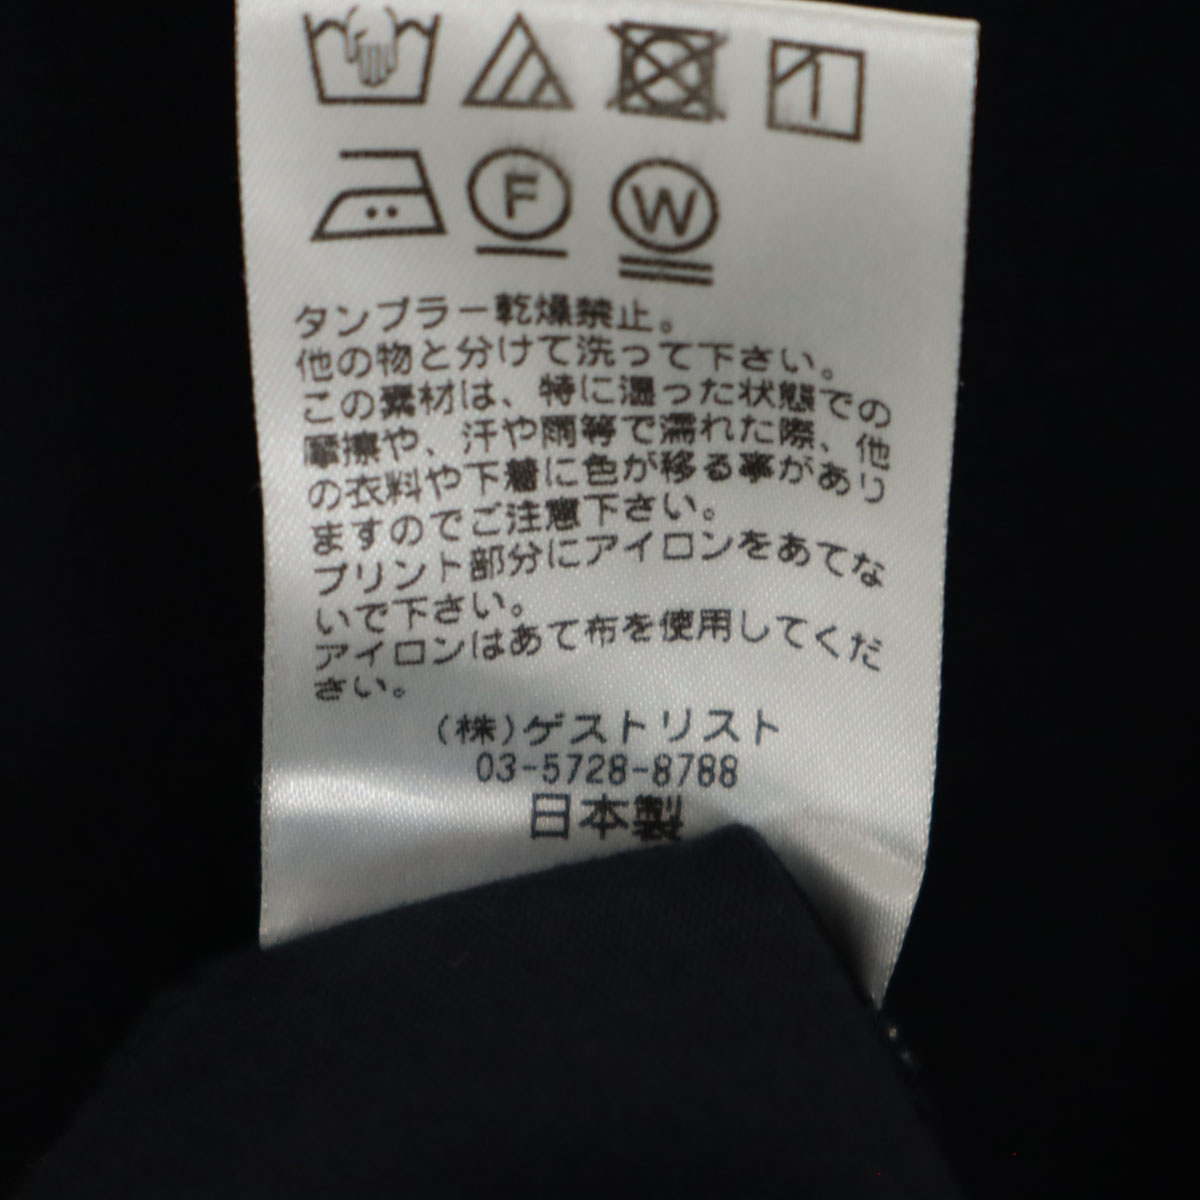 F W
タンブラー乾燥禁止。
他の物と分けて洗って下さい。
この素材は、特に湿った状態での
摩擦や、汗や雨等で濡れた際、他
の衣料や下着に色が移る事があり
ますのでご注意下さい。
プリント部分にアイロンをあてな
いで下さい。
アイロンはあて布を使用してくだ
さい。
(株)ゲストリスト
03-5728-8788
日本製